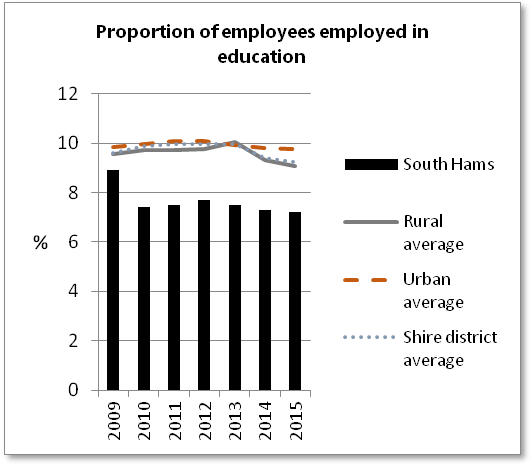 Proportion of employees employed in
education
12
10
8
6
4
2
0
%
2009
2010
2011
2012
2013
2014
2015
South Hams
Rural
average
Urban
average
Shire district
average